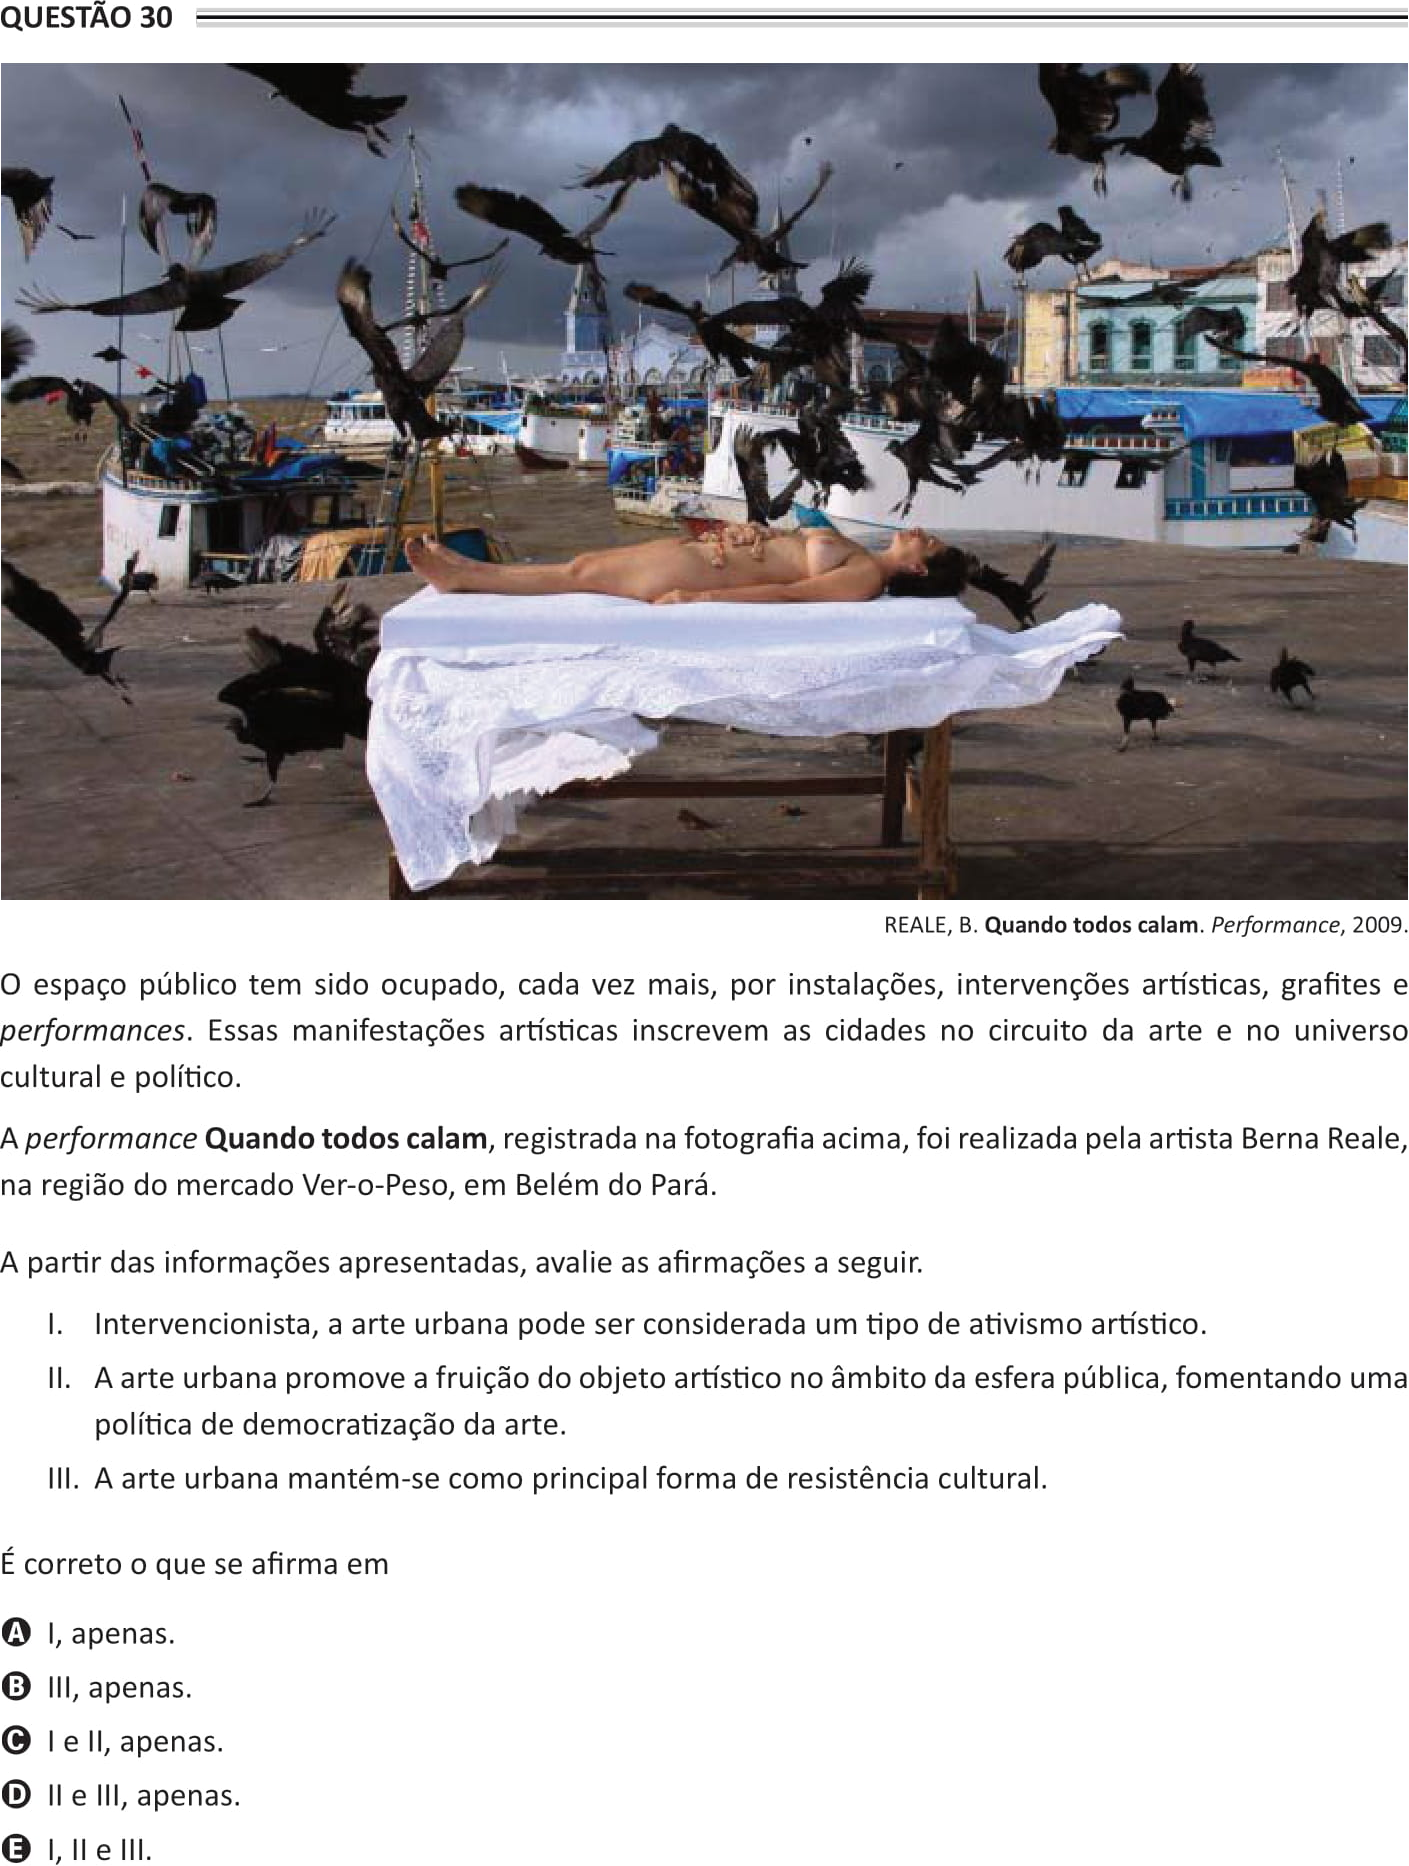 QUESTÃO 30
REALE, B. Quando todos calam. Performance, 2009.
O espaço público tem sido ocupado, cada vez mais, por instalações, intervenções artísticas, grafites e
performances. Essas manifestações artísticas inscrevem as cidades no circuito da arte e no universo
cultural e político.
A performance Quando todos calam, registrada na fotografia acima, foi realizada pela artista Berna Reale,
na região do mercado Ver-o-Peso, em Belém do Pará.
A partir das informações apresentadas, avalie as afirmações a seguir.
I. Intervencionista, a arte urbana pode ser considerada um tipo de ativismo artístico.
II. A arte urbana promove a fruição do objeto artístico no âmbito da esfera pública, fomentando uma
política de democratização da arte.
III. A arte urbana mantém-se como principal forma de resistência cultural.
É correto o que se afirma em
A I, apenas.
B III, apenas.
C I e II, apenas.
D II e III, apenas.
E I, II e III.